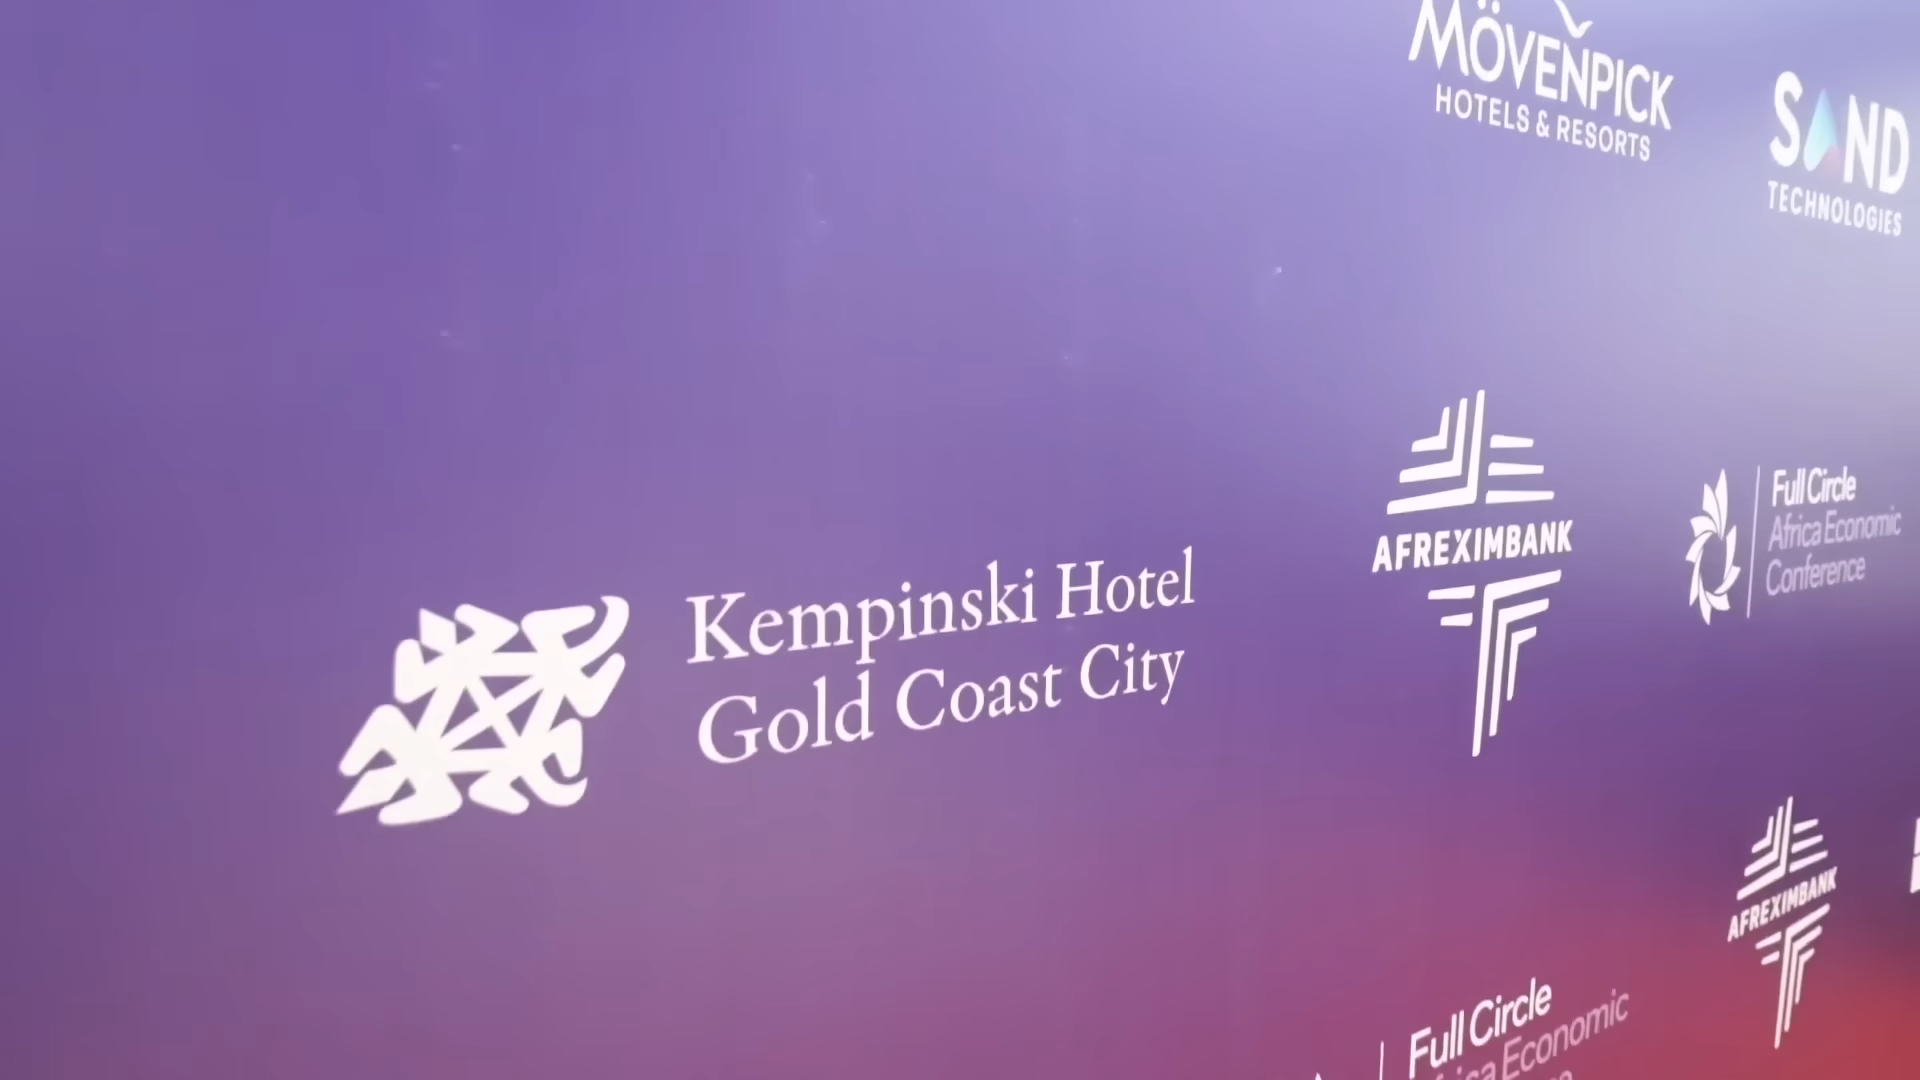 MÖVENPICK
HOTELS & RESORTS
SAND
TECHNOLOGIES
Kempinski Hotel
Gold Coast City
AFREXIMBANK
Full Circle
Africa Economic
Conference
AFREXIMBANK
Full Circle
Economic